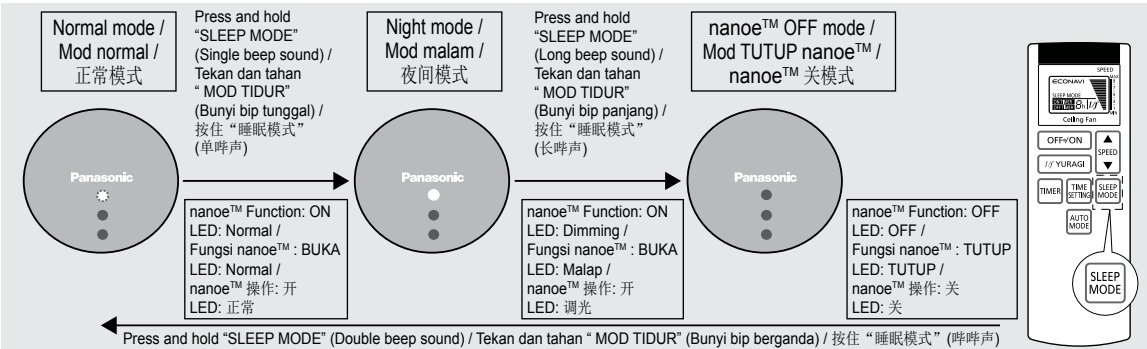 Normal mode /
Mod normal /
正常模式
Press and hold
“SLEEP MODE”
(Single beep sound) /
Tekan dan tahan
“ MOD TIDUR”
(Bunyi bip tunggal) /
按住“睡眠模式”
(单哔声)
Night mode /
Mod malam /
夜间模式
Press and hold
“SLEEP MODE”
(Long beep sound) /
Tekan dan tahan
“ MOD TIDUR”
(Bunyi bip panjang) /
按住“睡眠模式”
(长哔声)
nanoe™ OFF mode /
Mod TUTUP nanoe™ /
nanoe™ 关模式
Panasonic
nanoe™ Function: ON
LED: Normal /
Fungsi nanoe™ : BUKA
LED: Normal /
nanoe™ 操作: 开
LED: 正常
Panasonic
nanoe™ Function: ON
LED: Dimming /
Fungsi nanoe™ : BUKA
LED: Malap /
nanoe™ 操作: 开
LED: 调光
Panasonic
nanoe™ Function: OFF
LED: OFF /
Fungsi nanoe™ : TUTUP
LED: TUTUP /
nanoe™ 操作: 关
LED: 关
SPEED
MAX
ECONAVI
SLEEP MODE
8h 1/f
MIN
Ceiling Fan
OFF/ON
1/f YURAGI
SPEED
TIMER
TIME
SETTING
SLEEP
MODE
AUTO
MODE
SLEEP
MODE
Press and hold “SLEEP MODE” (Double beep sound) / Tekan dan tahan “ MOD TIDUR” (Bunyi bip berganda) / 按住“睡眠模式” (哔哔声)